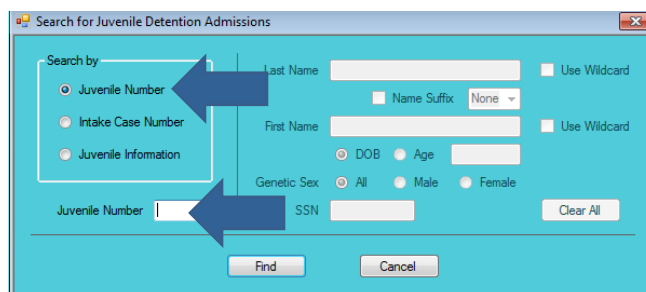 Search for Juvenile Detention Admissions
Search by
Juvenile Number
Intake Case Number
Juvenile Information
Juvenile Number
Last Name
Use Wildcard
Name Suffix
None
First Name
Use Wildcard
DOB
Age
Genetic Sex
All
Male
Female
SSN
Clear All
Find
Cancel